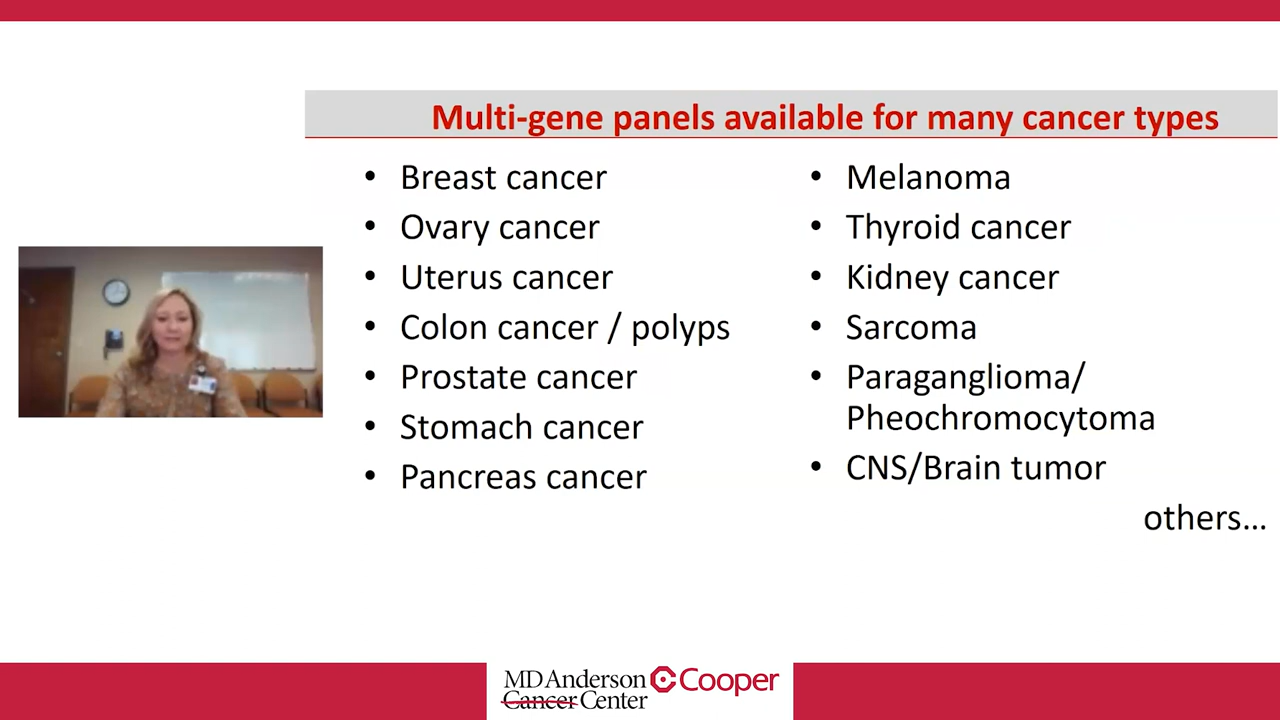 Multi-gene panels available for many cancer types
• Breast cancer
• Ovary cancer
• Uterus cancer
• Colon cancer / polyps
• Prostate cancer
• Stomach cancer
• Pancreas cancer
• Melanoma
• Thyroid cancer
• Kidney cancer
• Sarcoma
• Paraganglioma/
Pheochromocytoma
• CNS/Brain tumor
others...
MD Anderson
Cancer Center
Cooper